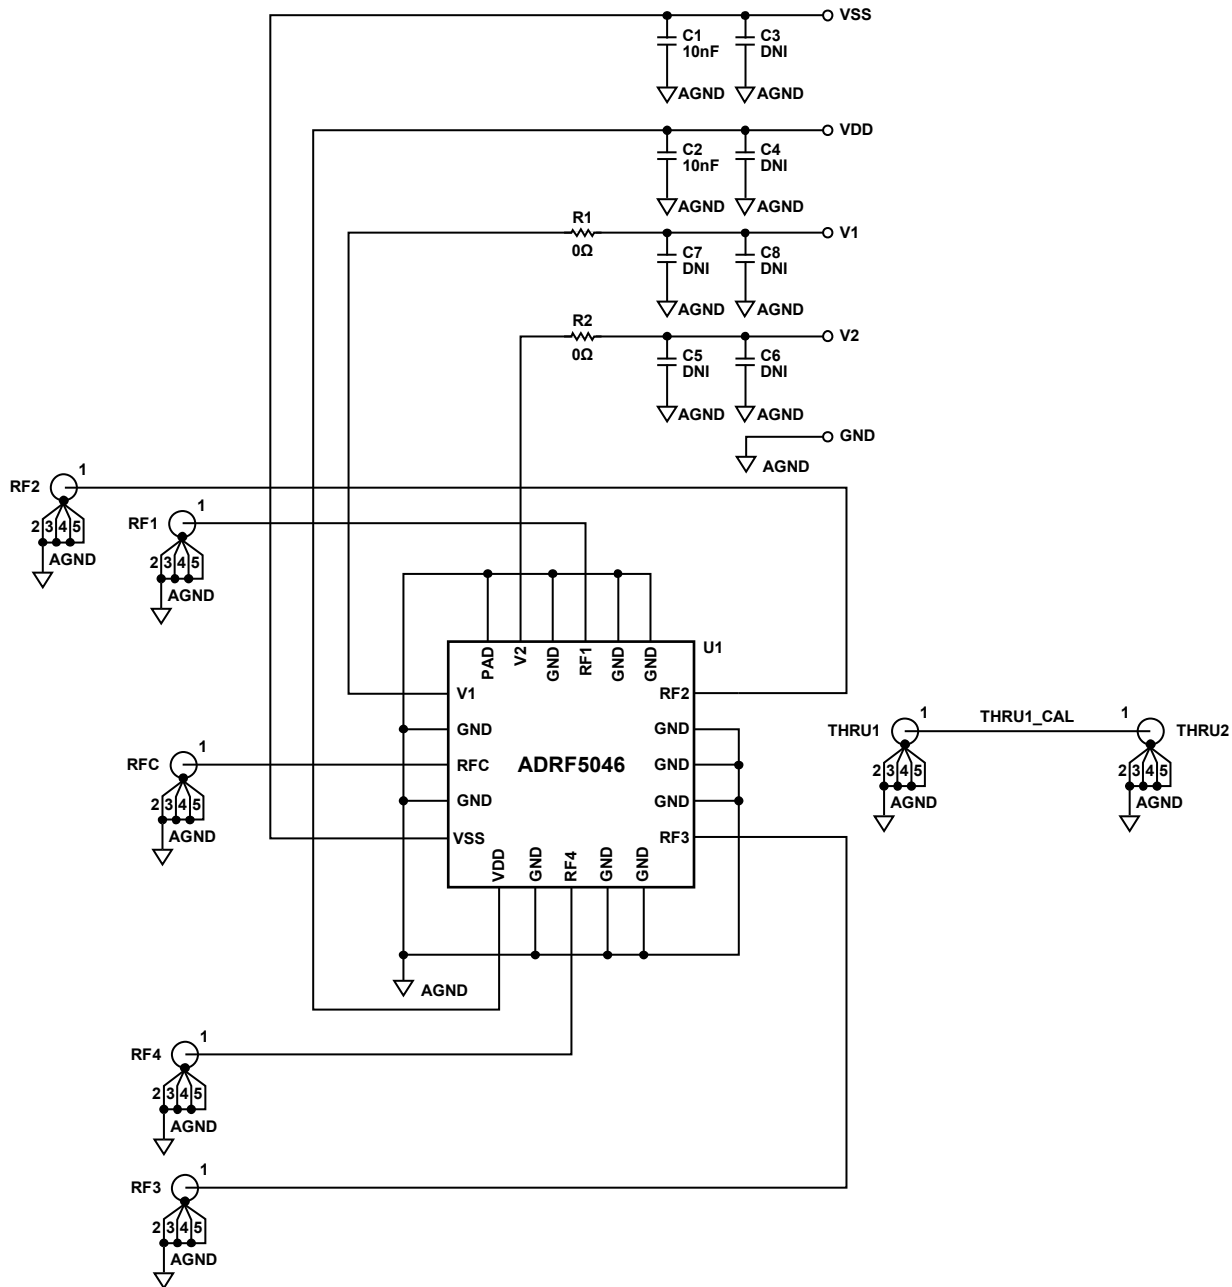 VSS
C1
10nF
C3
DNI
AGND
AGND
VDD
C2
10nF
C4
DNI
AGND
AGND
R1
0Ω
V1
C7
DNI
C8
DNI
AGND
AGND
R2
0Ω
V2
C5
DNI
C6
DNI
AGND
AGND
GND
AGND
RF2
1
2 3 4 5
AGND
RF1
1
2 3 4 5
AGND
U1
PAD
V2
GND
RF1
GND
GND
V1
GND
RFC
GND
VSS
ADRF5046
RF2
GND
GND
GND
RF3
VDD
GND
RF4
GND
GND
AGND
RFC
1
2 3 4 5
AGND
THRU1
1
THRU1_CAL
1
THRU2
2 3 4 5
AGND
2 3 4 5
AGND
RF4
1
2 3 4 5
AGND
RF3
1
2 3 4 5
AGND